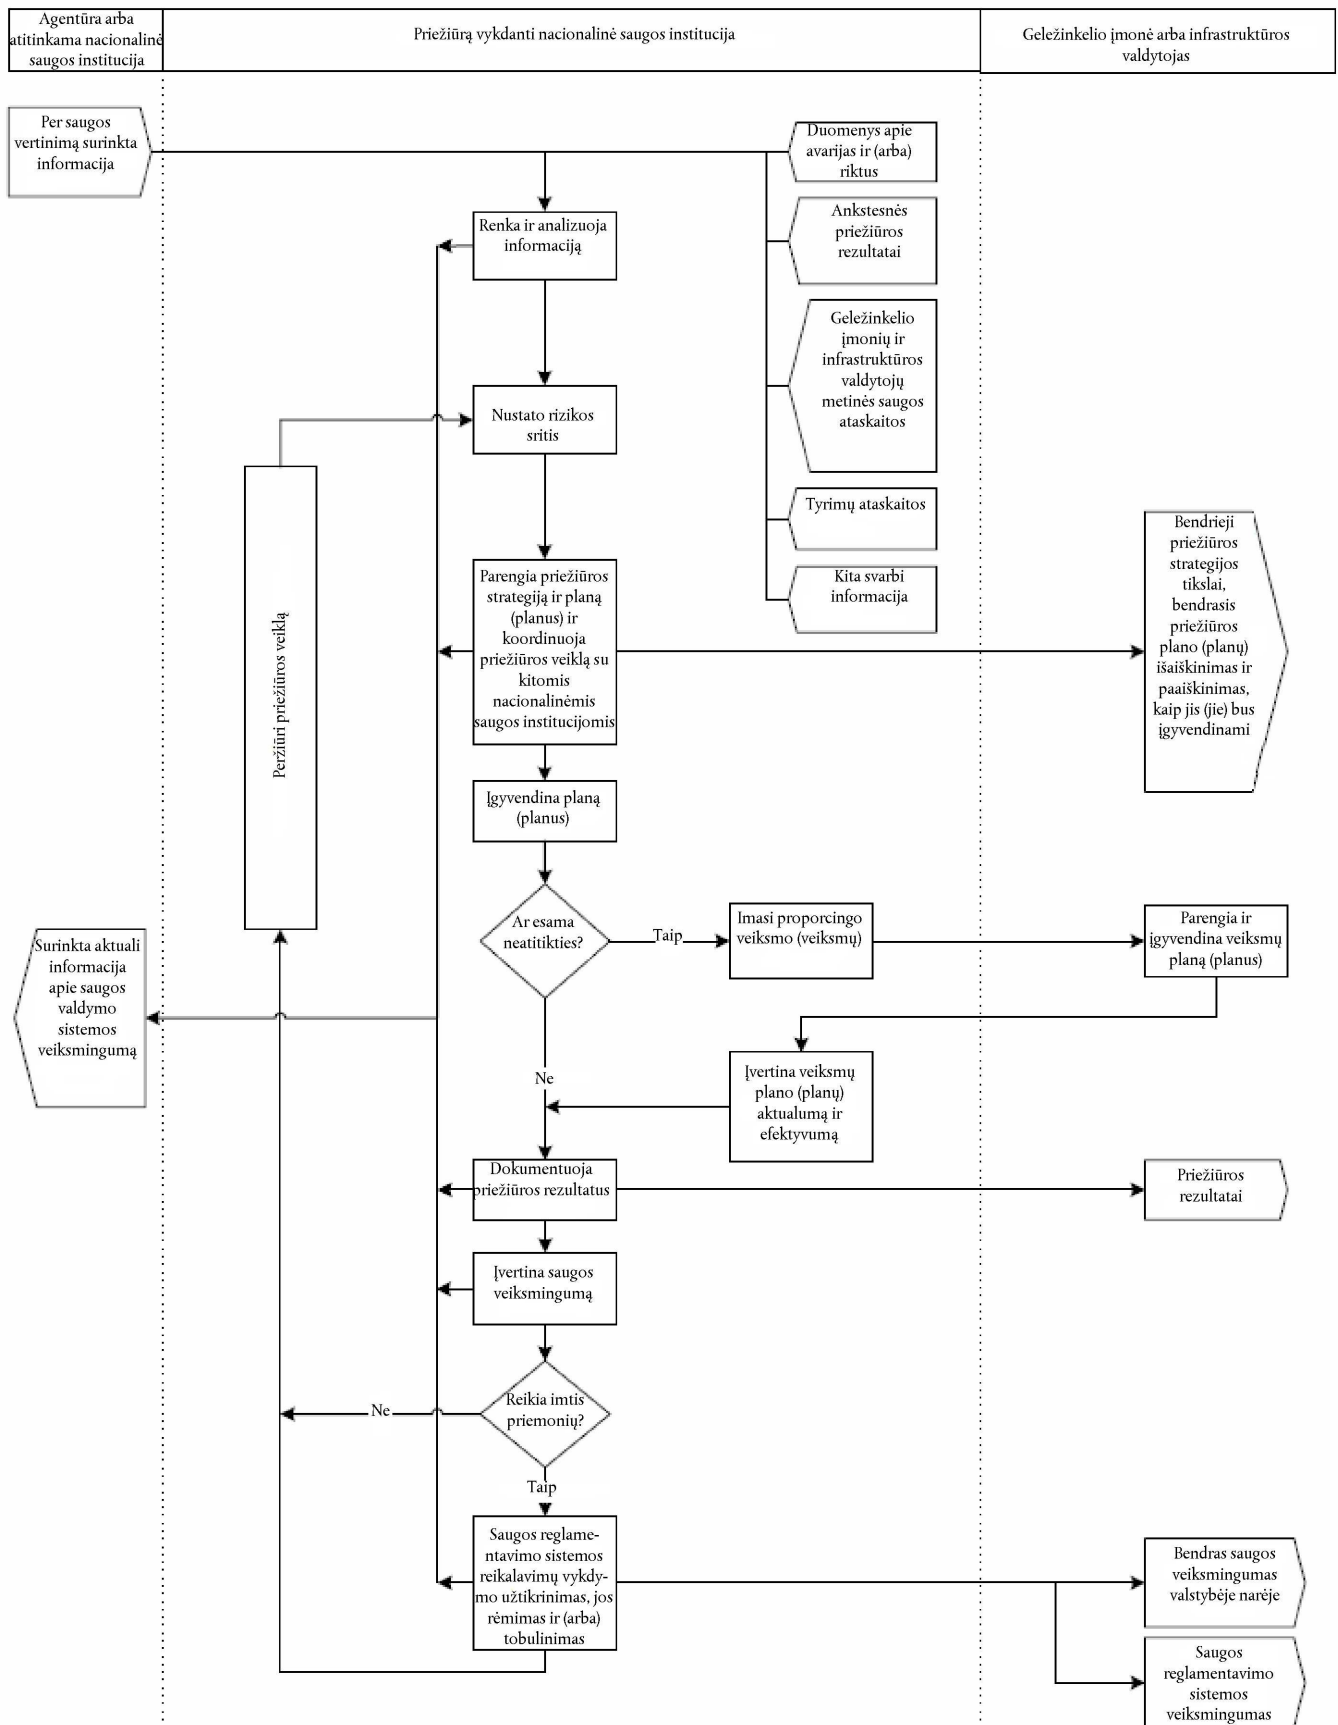 Agentūra arba
atitinkama nacionalinė
saugos institucija
Priežiūrą vykdanti nacionalinė saugos institucija
Geležinkelio įmonė arba infrastruktūros
valdytojas
Per saugos
vertinimą surinkta
informacija
Duomenys apie
avarijas ir (arba)
riktus
Renka ir analizuoja
informaciją
Ankstesnės
priežiūros
rezultatai
Geležinkelio
įmonių ir
infrastruktūros
valdytojų
metinės saugos
ataskaitos
Nustato rizikos
sritis
Tyrimų ataskaitos
Kita svarbi
informacija
Parengia priežiūros
strategiją ir planą
(planus) ir
koordinuoja
priežiūros veiklą su
kitomis
nacionalinėmis
saugos institucijomis
Bendrieji
priežiūros
strategijos
tikslai,
bendrasis
priežiūros
plano (planų)
išaiškinimas ir
paaiškinimas,
kaip jis (jie) bus
įgyvendinami
Peržiūri priežiūros veiklą
Įgyvendina planą
(planus)
Ar esama
neatitikties?
Taip
Imasi proporcingo
veiksmo (veiksmų)
Parengia ir
įgyvendina veiksmų
planą (planus)
Surinkta aktuali
informacija
apie saugos
valdymo
sistemos
veiksmingumą
Ne
Įvertina veiksmų
plano (planų)
aktualumą ir
efektyvumą
Dokumentuoja
priežiūros rezultatus
Priežiūros
rezultatai
Įvertina saugos
veiksmingumą
Reikia imtis
priemonių?
Ne
Taip
Saugos reglame-
ntavimo sistemos
reikalavimų vykdy-
mo užtikrinimas, jos
rėmimas ir (arba)
tobulinimas
Bendras saugos
veiksmingumas
valstybėje narėje
Saugos
reglamentavimo
sistemos
veiksmingumas